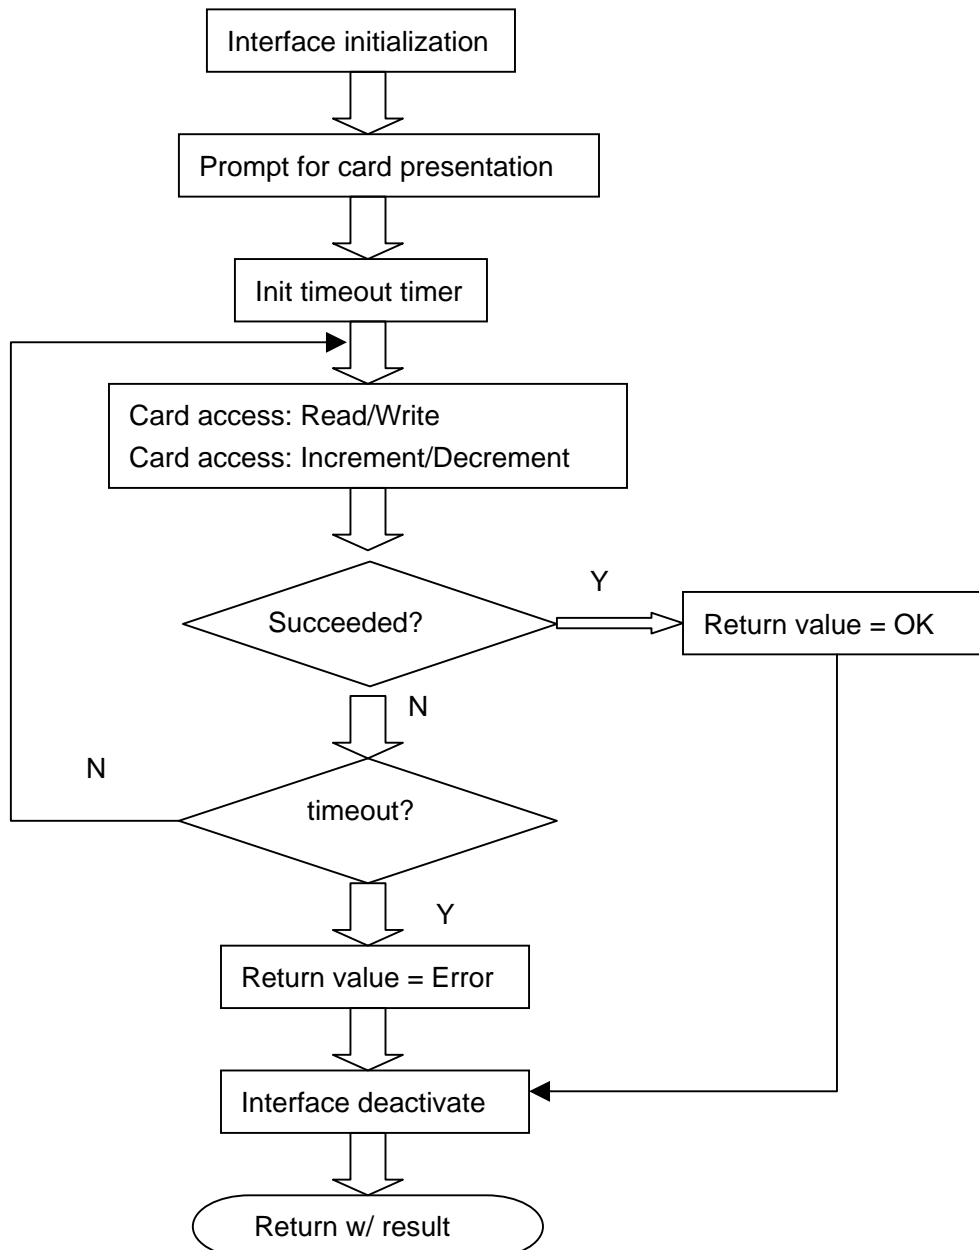 Interface initialization
Prompt for card presentation
Init timeout timer
Card access: Read/Write
Card access: Increment/Decrement
Succeeded?
Y
Return value = OK
N
N
timeout?
Y
Return value = Error
Interface deactivate
Return w/ result